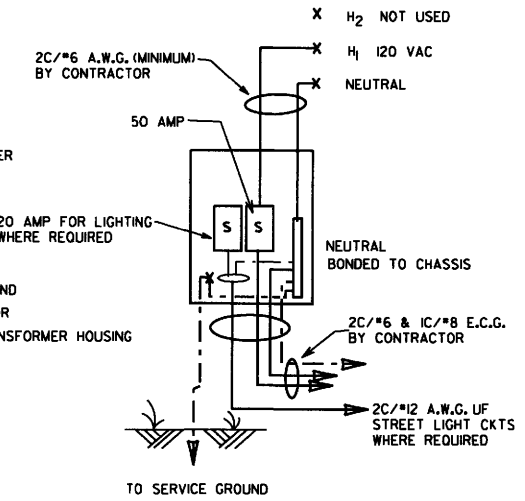 H2 NOT USED
2C/#6 A.W.G. (MINIMUM)
BY CONTRACTOR
H1 120 VAC
NEUTRAL
50 AMP
ER
S S
20 AMP FOR LIGHTING
WHERE REQUIRED
NEUTRAL
BONDED TO CHASSIS
ND
OR
NSFORMER HOUSING
2C/#6 & 1C/#8 E.C.G.
BY CONTRACTOR
2C/#12 A.W.G. UF
STREET LIGHT CKTS
WHERE REQUIRED
TO SERVICE GROUND